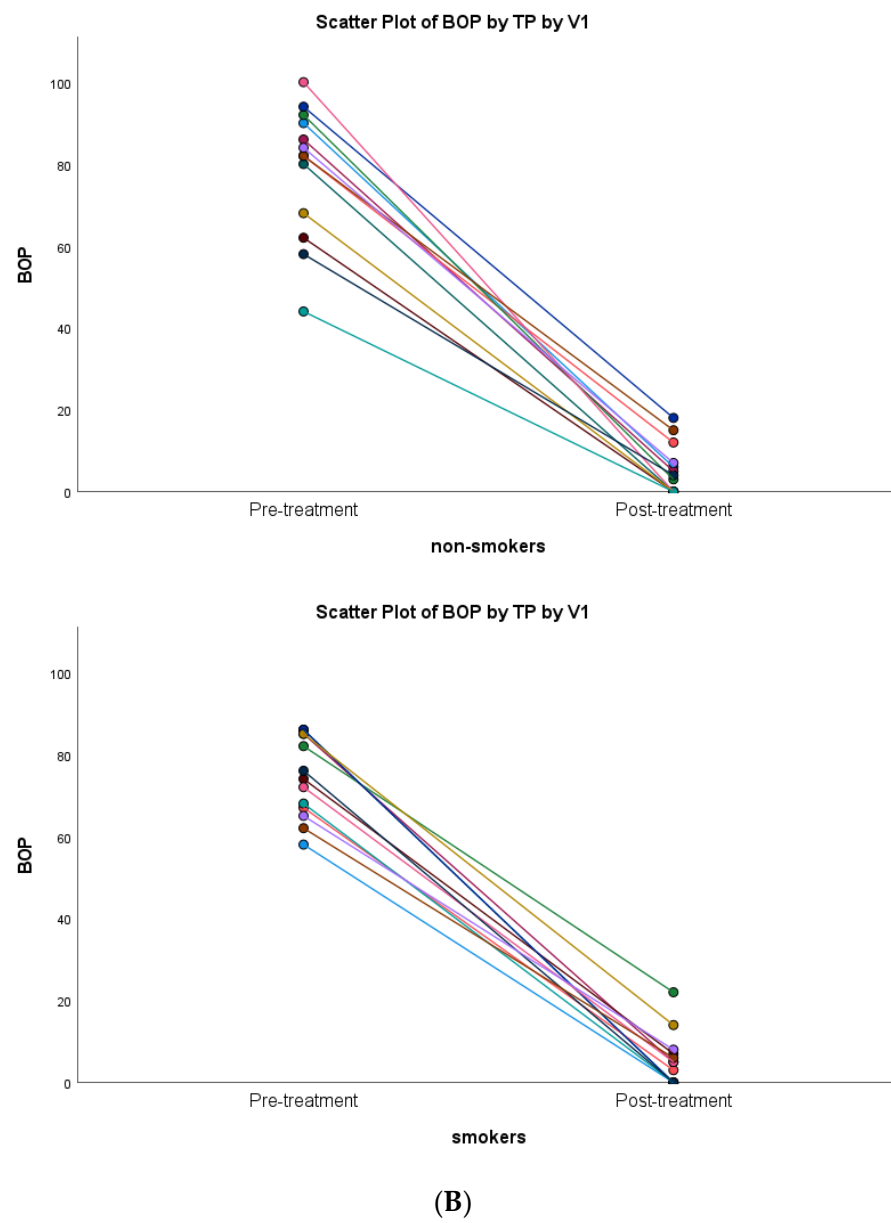 Scatter Plot of BOP by TP by V1
100
80
60
40
20
0
BOP
Pre-treatment Post-treatment
non-smokers
Scatter Plot of BOP by TP by V1
100
80
60
40
20
0
BOP
Pre-treatment Post-treatment
smokers
(B)